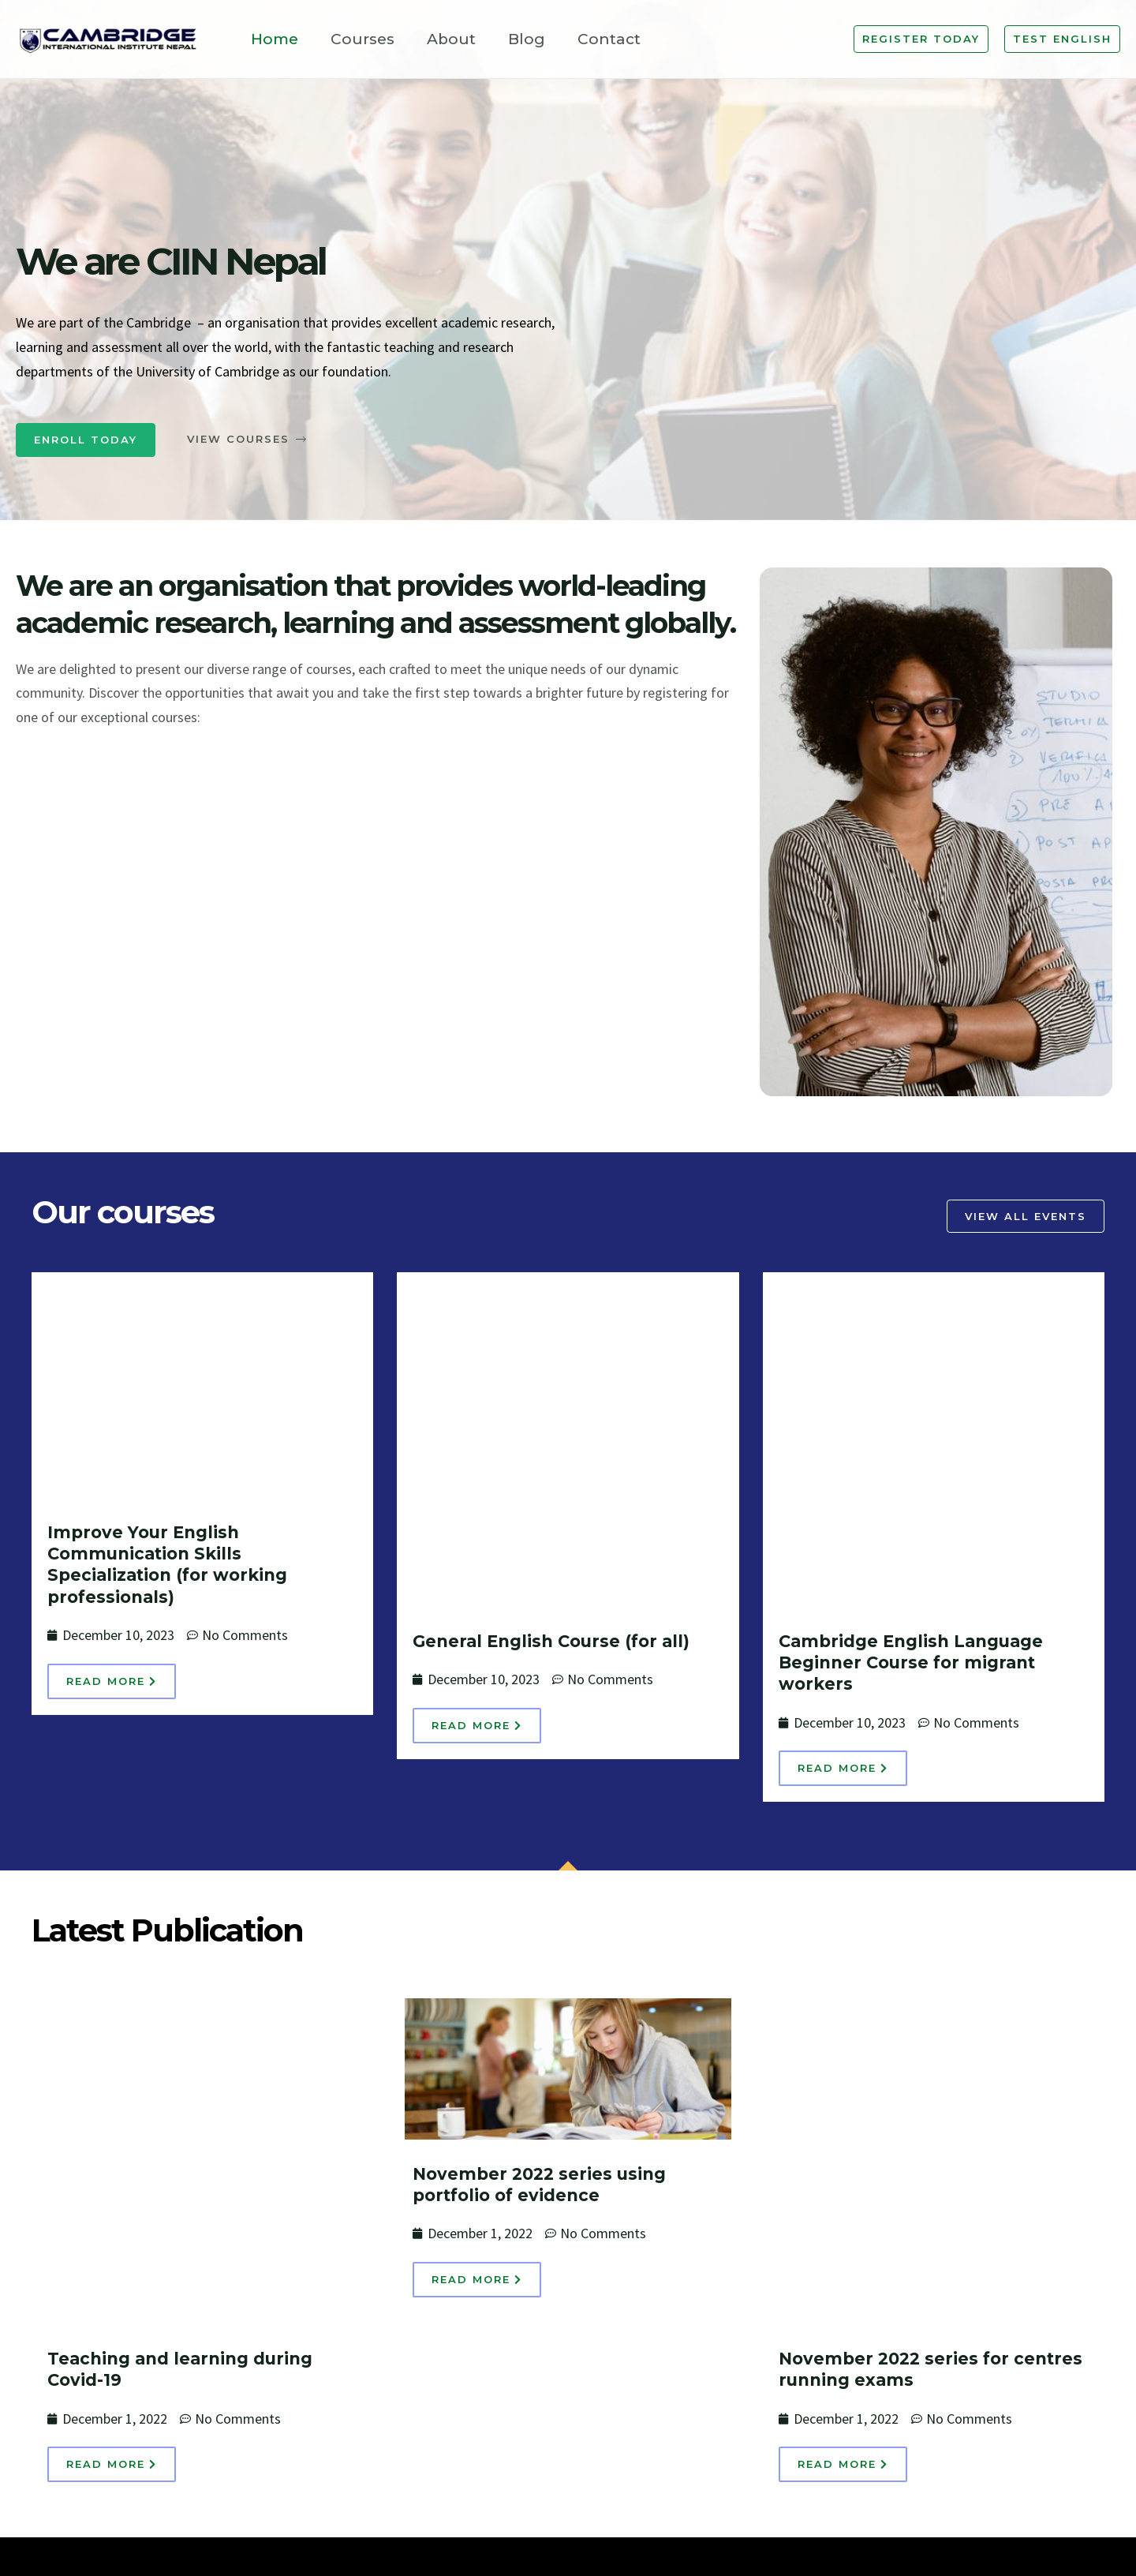 CAMBRIDGE
INTERNATIONAL INSTITUTE NEPAL
Home Courses About Blog Contact
REGISTER TODAY TEST ENGLISH
We are CIIN Nepal
We are part of the Cambridge – an organisation that provides excellent academic research,
learning and assessment all over the world, with the fantastic teaching and research
departments of the University of Cambridge as our foundation.
ENROLL TODAY VIEW COURSES →
We are an organisation that provides world-leading
academic research, learning and assessment globally.
We are delighted to present our diverse range of courses, each crafted to meet the unique needs of our dynamic
community. Discover the opportunities that await you and take the first step towards a brighter future by registering for
one of our exceptional courses:
STUDIO
Our courses
VIEW ALL EVENTS
Improve Your English
Communication Skills
Specialization (for working
professionals)
December 10, 2023 No Comments
READ MORE
General English Course (for all)
December 10, 2023 No Comments
READ MORE
Cambridge English Language
Beginner Course for migrant
workers
December 10, 2023 No Comments
READ MORE
Latest Publication
November 2022 series using
portfolio of evidence
December 1, 2022 No Comments
READ MORE
Teaching and learning during
Covid-19
December 1, 2022 No Comments
READ MORE
November 2022 series for centres
running exams
December 1, 2022 No Comments
READ MORE